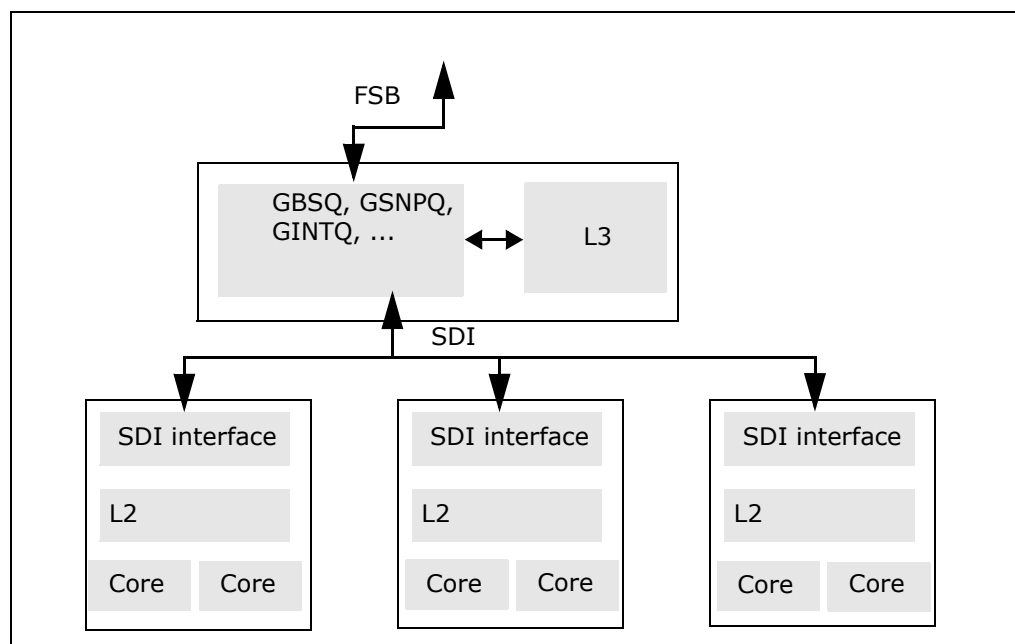 FSB
GBSQ, GSNPQ,
GINTQ, ...
L3
SDI
SDI interface
SDI interface
SDI interface
L2
L2
L2
Core
Core
Core
Core
Core
Core